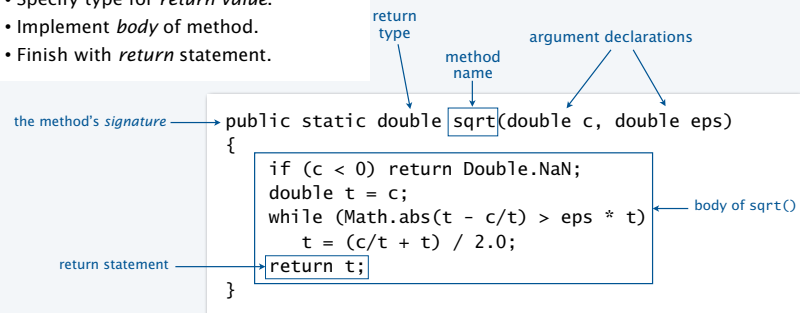 • Specify type for return value.
• Implement body of method.
• Finish with return statement.
return
type
method
name
argument declarations
the method's signature
public static double sqrt(double c, double eps)
{
if (c < 0) return Double.NaN;
double t = c;
while (Math.abs(t - c/t) > eps * t)
t = (c/t + t) / 2.0;
return t;
}
body of sqrt()
return statement